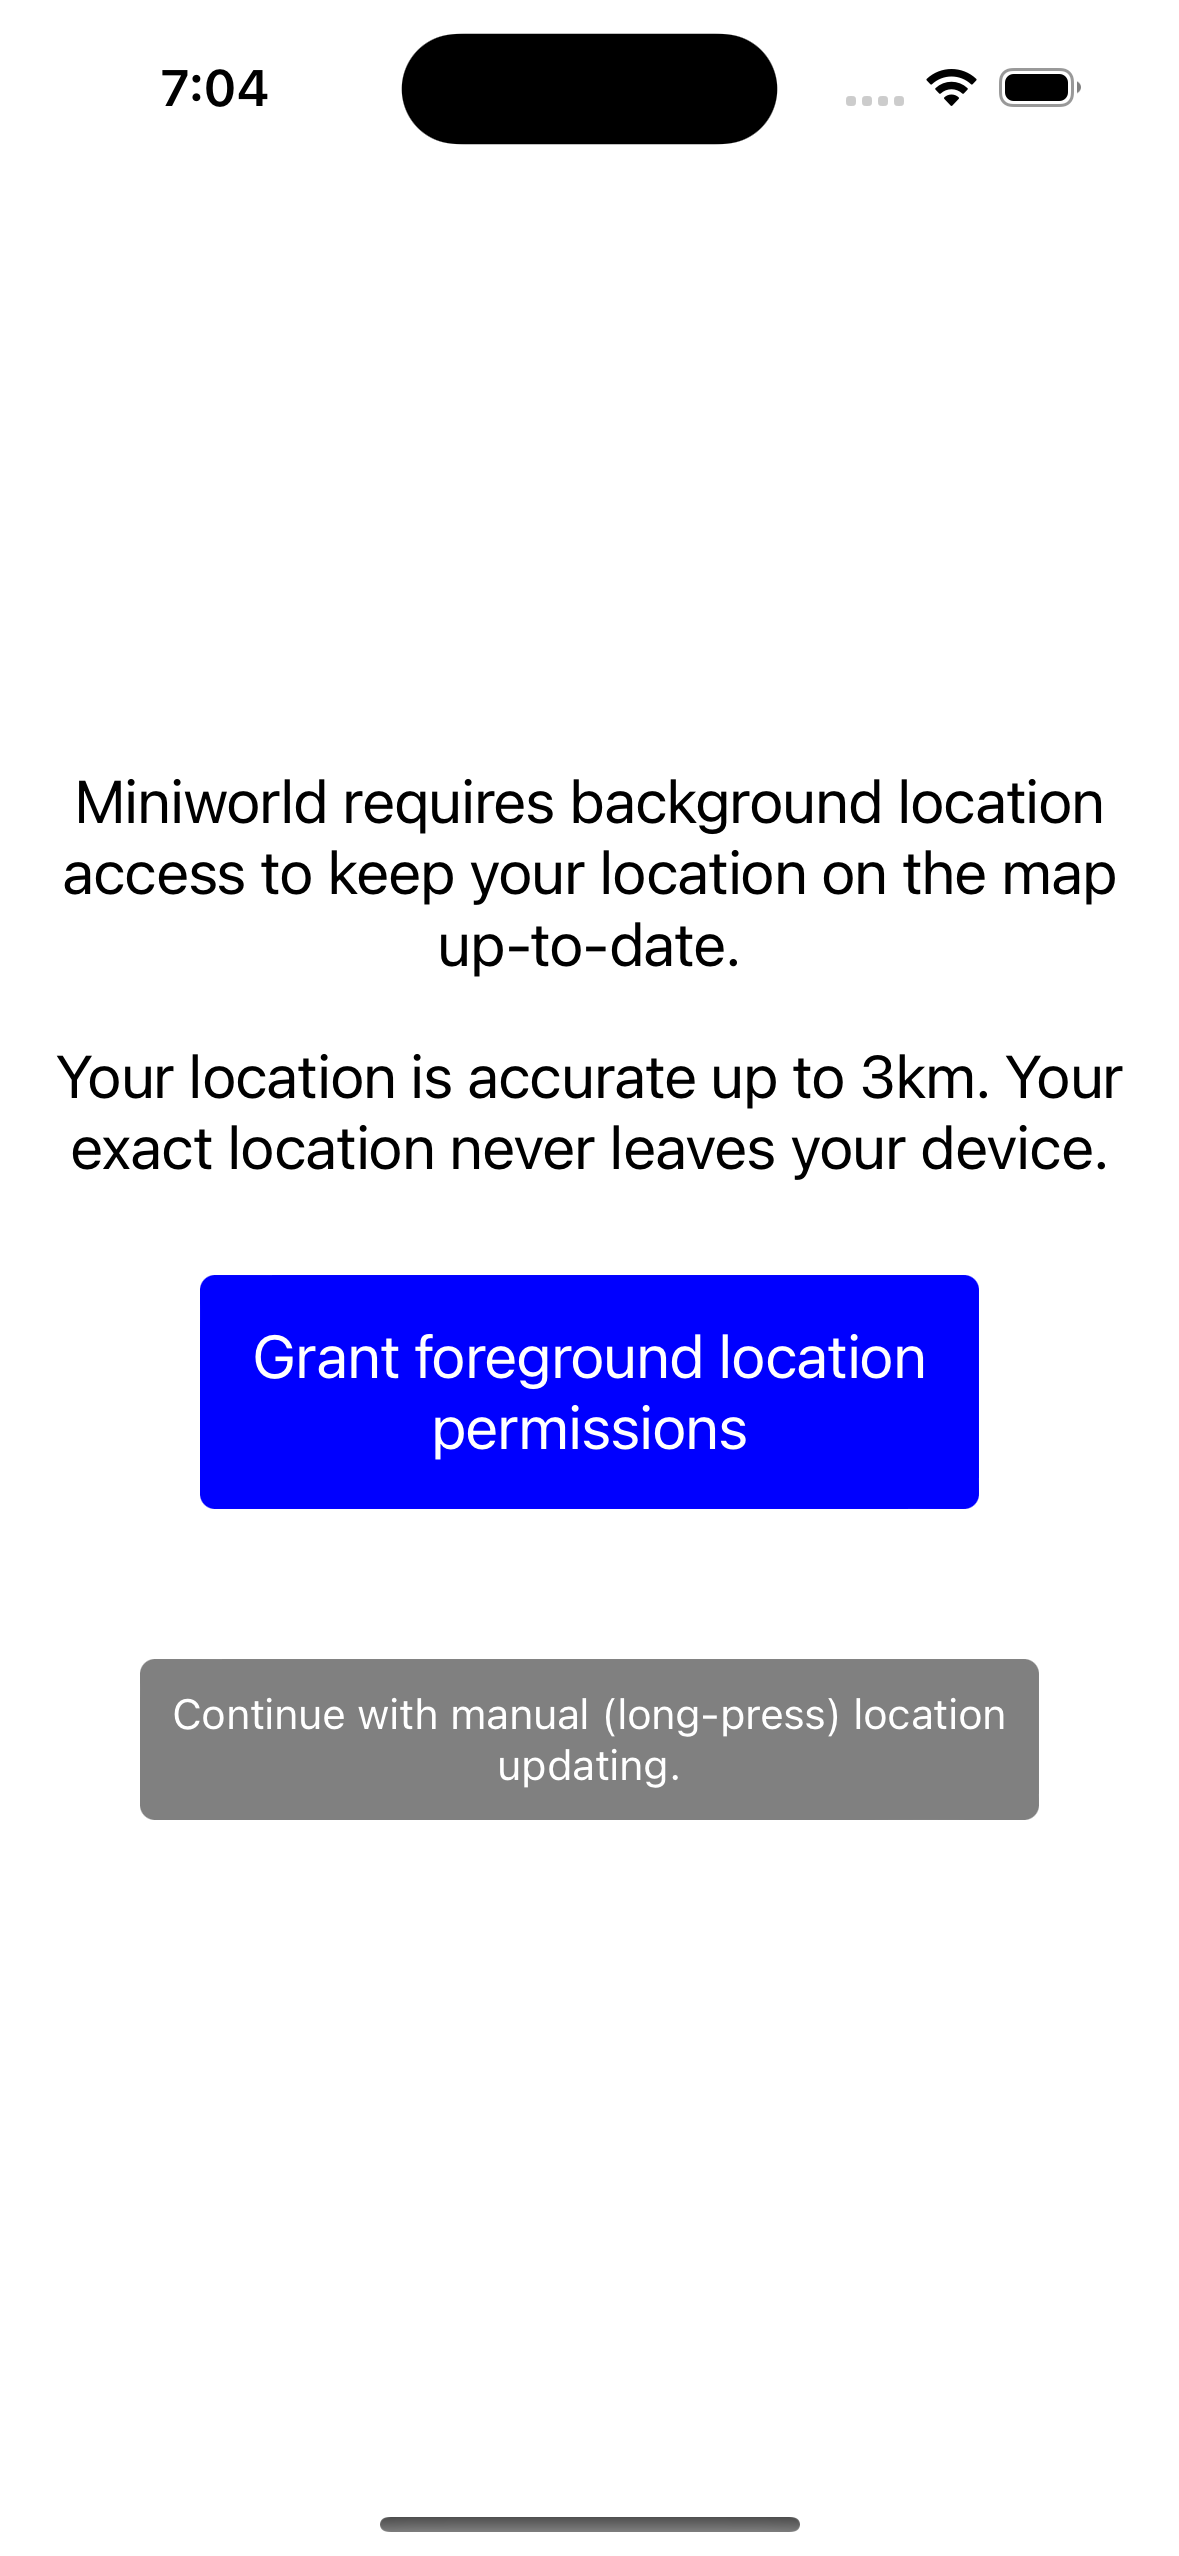 7:04
Miniworld requires background location
access to keep your location on the map
up-to-date.
Your location is accurate up to 3km. Your
exact location never leaves your device.
Grant foreground location
permissions
Continue with manual (long-press) location
updating.